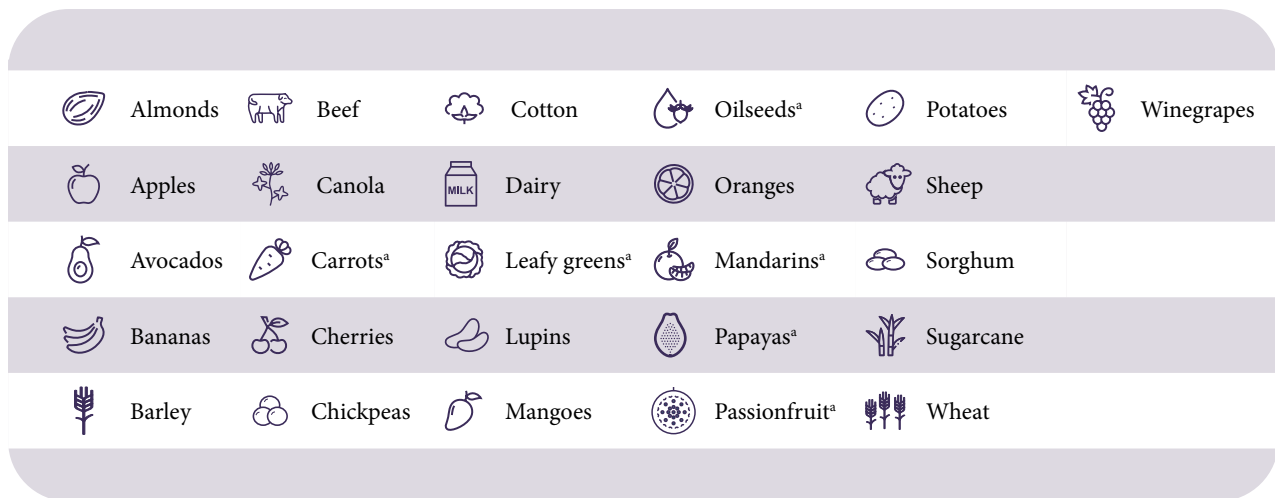 Almonds Beef Cotton Oilseedsᵃ Potatoes Winegrapes
Apples Canola MILK Dairy Oranges Sheep
Avocados Carrotsᵃ Leafy greensᵃ Mandarinsᵃ Sorghum
Bananas Cherries Lupins Papayasᵃ Sugarcane
Barley Chickpeas Mangoes Passionfruitᵃ Wheat